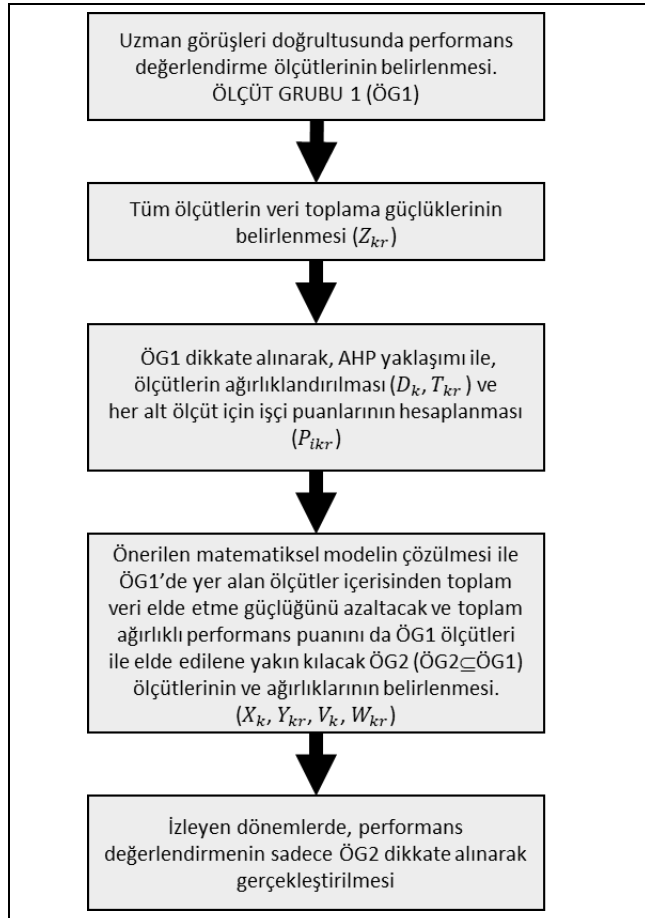 Uzman görüşleri doğrultusunda performans
değerlendirme ölçütlerinin belirlenmesi.
ÖLÇÜT GRUBU 1 (ÖG1)
Tüm ölçütlerin veri toplama güçlüklerinin
belirlenmesi (Z_kr)
ÖG1 dikkate alınarak, AHP yaklaşımı ile,
ölçütlerin ağırlıklandırılması (D_k, T_kr) ve
her alt ölçüt için işçi puanlarının hesaplanması
(P_ikr)
Önerilen matematiksel modelin çözülmesi ile
ÖG1'de yer alan ölçütler içerisinden toplam
veri elde etme güçlüğünü azaltacak ve toplam
ağırlıklı performans puanını da ÖG1 ölçütleri
ile elde edilene yakın kılacak ÖG2 (ÖG2⊆ÖG1)
ölçütlerinin ve ağırlıklarının belirlenmesi.
(X_k, Y_kr, V_k, W_kr)
İzleyen dönemlerde, performans
değerlendirmenin sadece ÖG2 dikkate alınarak
gerçekleştirilmesi